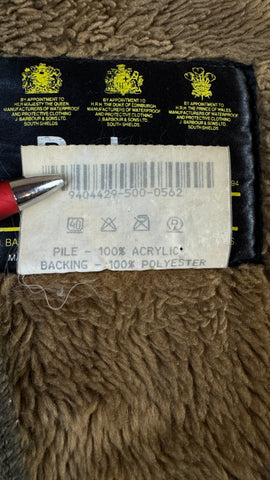 BY APPOINTMENT TO
H.M. HER MAJESTY THE QUEEN
MANUFACTURERS OF WATERPROOF
AND PROTECTIVE CLOTHING
J. BARBOUR & SONS LTD.
SOUTH SHIELDS
BY APPOINTMENT TO
H.R.H. THE DUKE OF EDINBURGH
MANUFACTURERS OF WATERPROOF
AND PROTECTIVE CLOTHING
J. BARBOUR & SONS LTD.
SOUTH SHIELDS
BY APPOINTMENT TO
H.R.H. THE PRINCE OF WALES
MANUFACTURERS OF WATERPROOF
AND PROTECTIVE CLOTHING
J. BARBOUR & SONS LTD.
SOUTH SHIELDS
94
9404429-500-0562
40
P
PILE - 100% ACRYLIC
BACKING - 100% POLYESTER